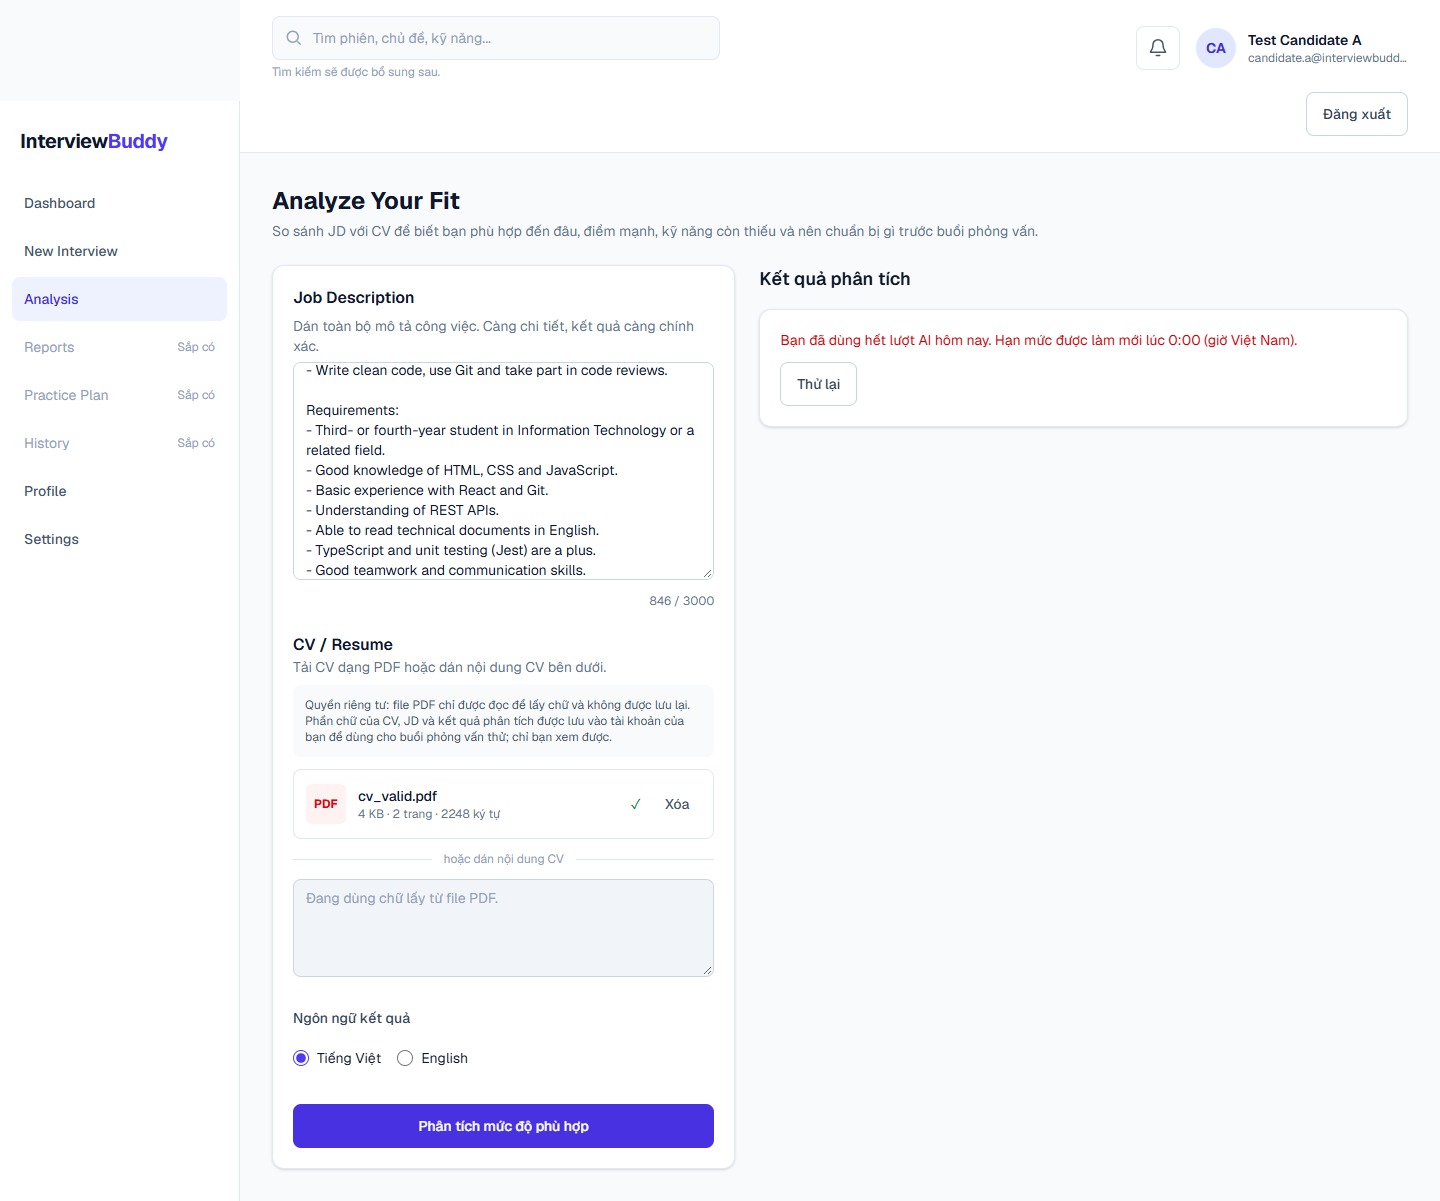 Tìm phiên, chủ đề, kỹ năng...
Tìm kiếm sẽ được bổ sung sau.
CA
Test Candidate A
candidate.a@interviewbudd...
Đăng xuất
InterviewBuddy
Dashboard
New Interview
Analysis
Reports Sắp có
Practice Plan Sắp có
History Sắp có
Profile
Settings
Analyze Your Fit
So sánh JD với CV để biết bạn phù hợp đến đâu, điểm mạnh, kỹ năng còn thiếu và nên chuẩn bị gì trước buổi phỏng vấn.
Job Description
Dán toàn bộ mô tả công việc. Càng chi tiết, kết quả càng chính
xác.
- Write clean code, use Git and take part in code reviews.
Requirements:
- Third- or fourth-year student in Information Technology or a
related field.
- Good knowledge of HTML, CSS and JavaScript.
- Basic experience with React and Git.
- Understanding of REST APIs.
- Able to read technical documents in English.
- TypeScript and unit testing (Jest) are a plus.
- Good teamwork and communication skills.
846 / 3000
CV / Resume
Tải CV dạng PDF hoặc dán nội dung CV bên dưới.
Quyền riêng tư: file PDF chỉ được đọc để lấy chữ và không được lưu lại.
Phần chữ của CV, JD và kết quả phân tích được lưu vào tài khoản của
bạn để dùng cho buổi phỏng vấn thử; chỉ bạn xem được.
PDF
cv_valid.pdf
4 KB · 2 trang · 2248 ký tự
✓ Xóa
hoặc dán nội dung CV
Đang dùng chữ lấy từ file PDF.
Ngôn ngữ kết quả
Tiếng Việt English
Phân tích mức độ phù hợp
Kết quả phân tích
Bạn đã dùng hết lượt AI hôm nay. Hạn mức được làm mới lúc 0:00 (giờ Việt Nam).
Thử lại